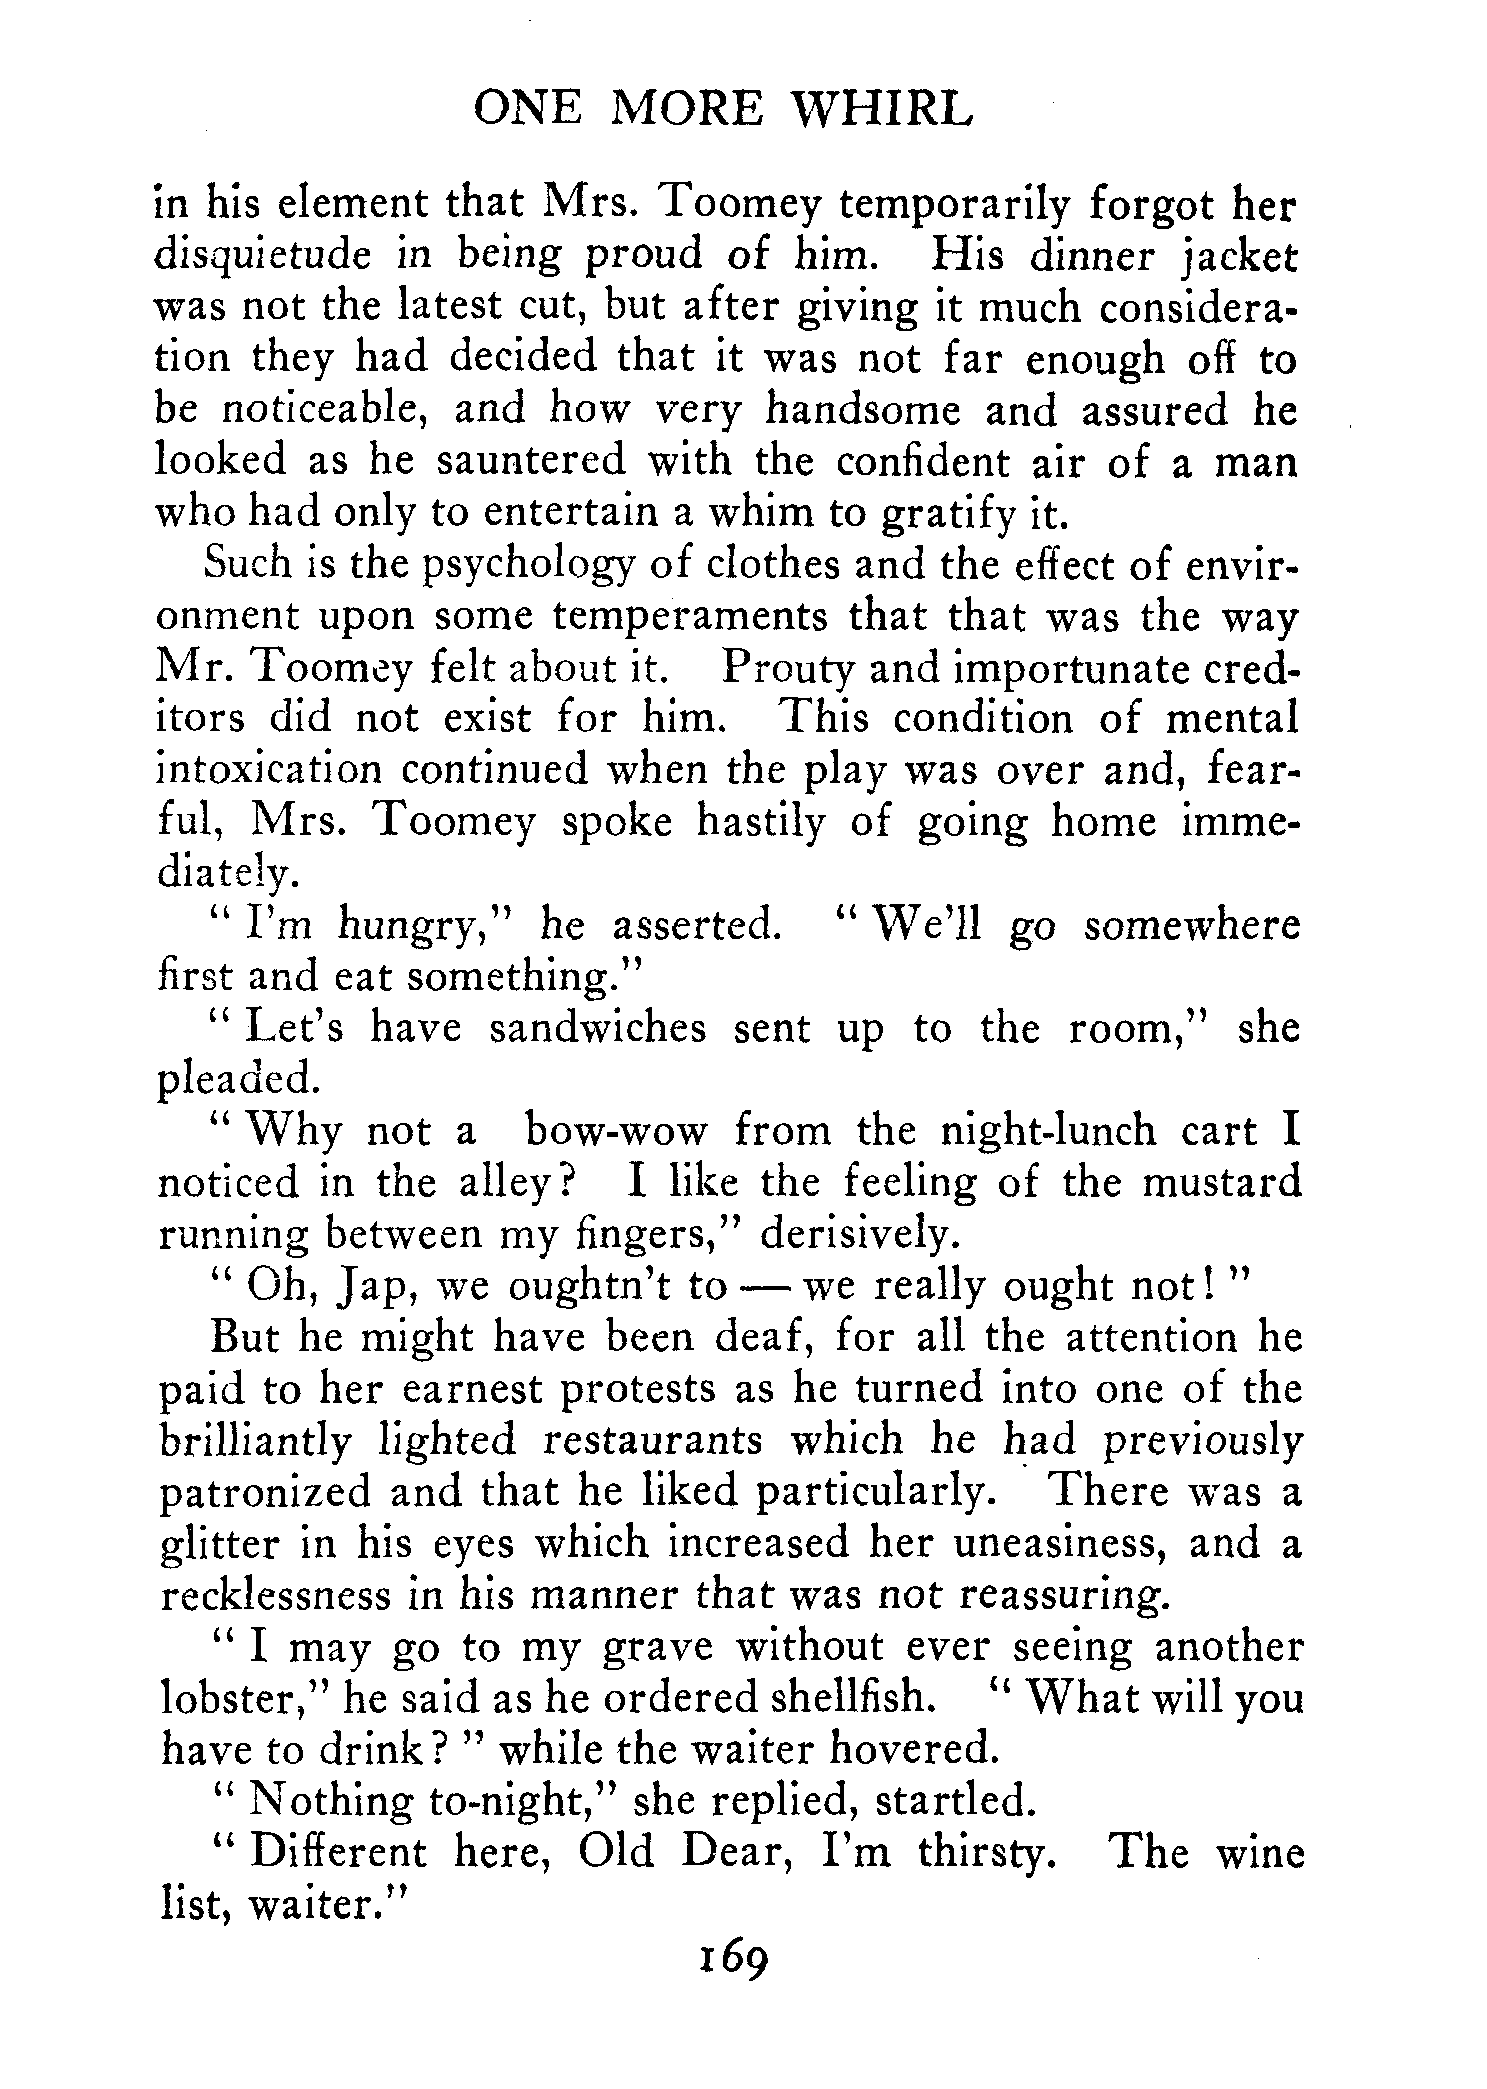 ONE MORE WHIRL
in his element that Mrs. Toomey temporarily forgot her
disquietude in being proud of him. His dinner jacket
was not the latest cut, but after giving it much considera-
tion they had decided that it was not far enough off to
be noticeable, and how very handsome and assured he
looked as he sauntered with the confident air of a man
who had only to entertain a whim to gratify it.
Such is the psychology of clothes and the effect of envir-
onment upon some temperaments that that was the way
Mr. Toomey felt about it. Prouty and importunate cred-
itors did not exist for him. This condition of mental
intoxication continued when the play was over and, fear-
ful, Mrs. Toomey spoke hastily of going home imme-
diately.
" I'm hungry," he asserted. " We'll go somewhere
first and eat something."
" Let's have sandwiches sent up to the room," she
pleaded.
" Why not a bow-wow from the night-lunch cart I
noticed in the alley? I like the feeling of the mustard
running between my fingers," derisively.
" Oh, Jap, we oughtn't to — we really ought not! "
But he might have been deaf, for all the attention he
paid to her earnest protests as he turned into one of the
brilliantly lighted restaurants which he had previously
patronized and that he liked particularly. There was a
glitter in his eyes which increased her uneasiness, and a
recklessness in his manner that was not reassuring.
" I may go to my grave without ever seeing another
lobster," he said as he ordered shellfish. " What will you
have to drink? " while the waiter hovered.
" Nothing to-night," she replied, startled.
" Different here, Old Dear, I'm thirsty. The wine
list, waiter."
169